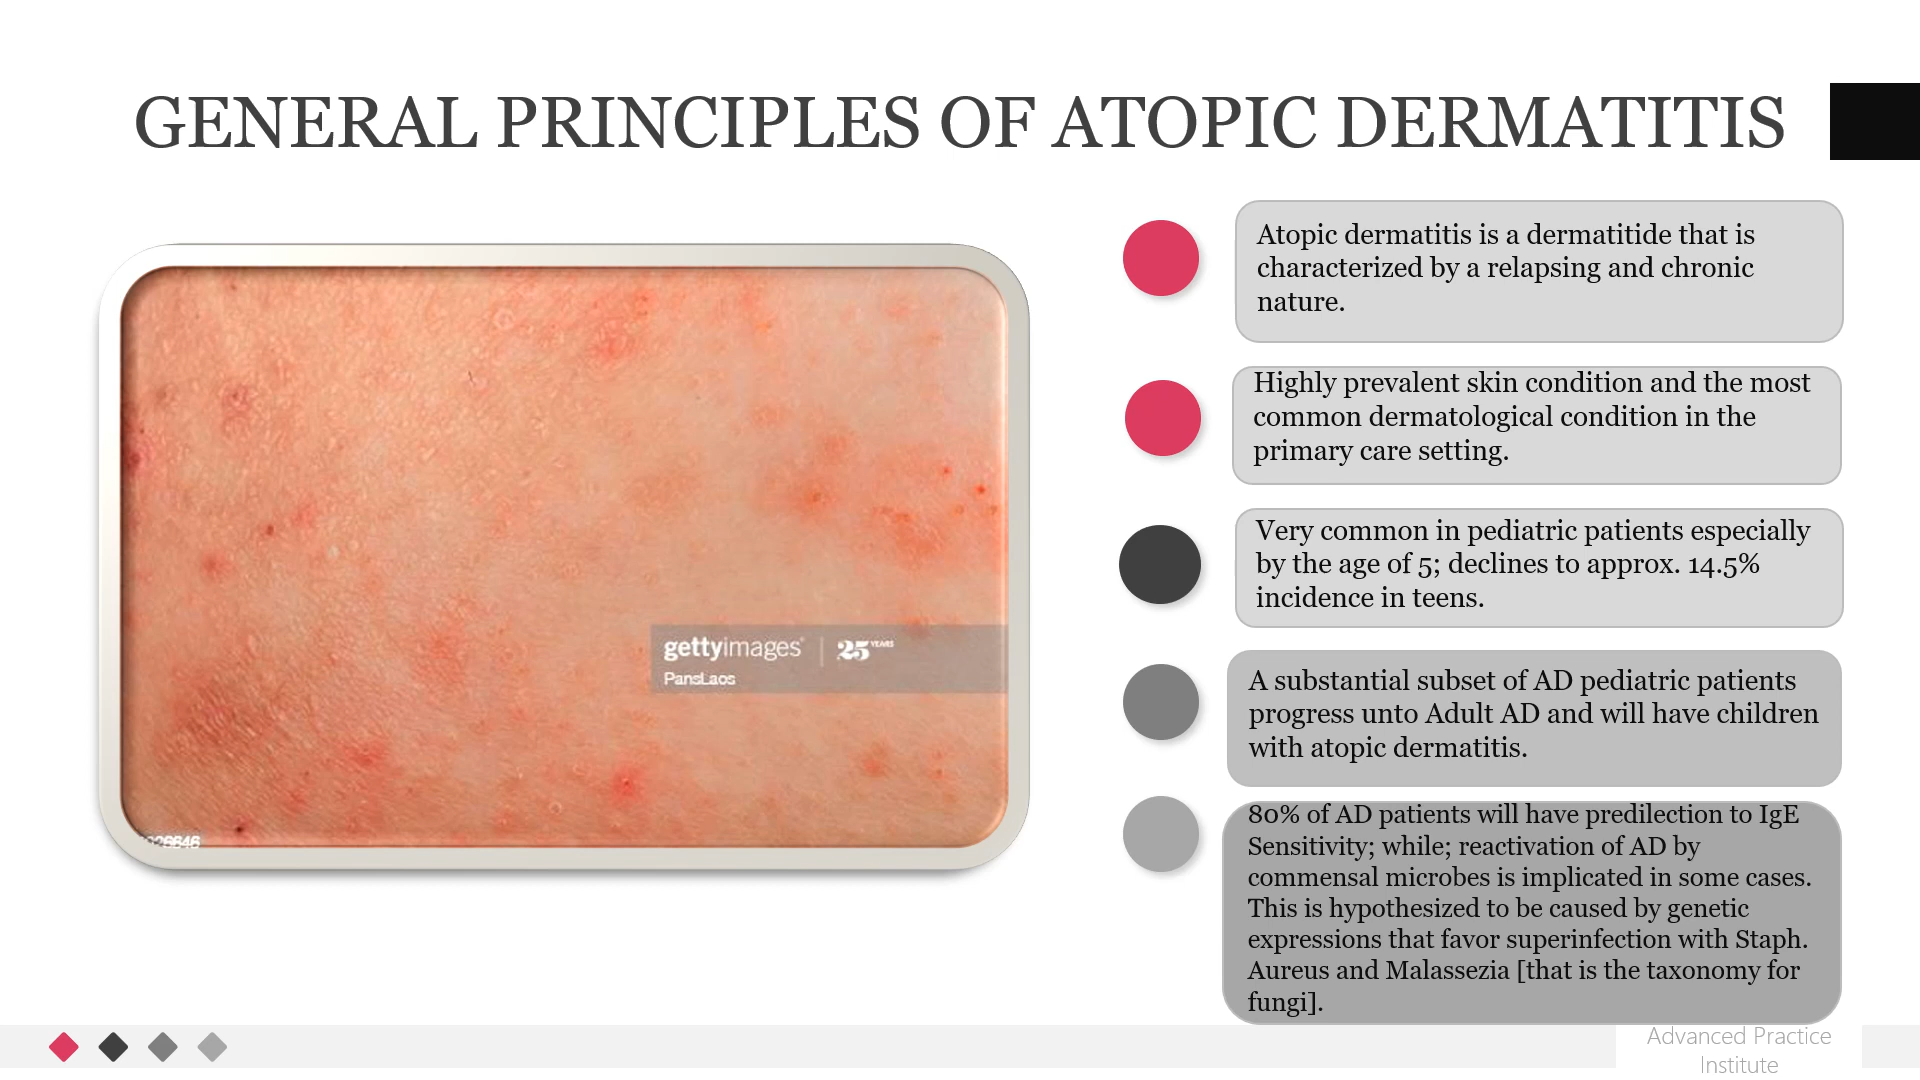 GENERAL PRINCIPLES OF ATOPIC DERMATITIS
Atopic dermatitis is a dermatitide that is
characterized by a relapsing and chronic
nature.
Highly prevalent skin condition and the most
common dermatological condition in the
primary care setting.
Very common in pediatric patients especially
by the age of 5; declines to approx. 14.5%
incidence in teens.
A substantial subset of AD pediatric patients
progress unto Adult AD and will have children
with atopic dermatitis.
80% of AD patients will have predilection to IgE
Sensitivity; while; reactivation of AD by
commensal microbes is implicated in some cases.
This is hypothesized to be caused by genetic
expressions that favor superinfection with Staph.
Aureus and Malassezia [that is the taxonomy for
fungi].
gettyimages® | 25 YEARS
PansLaos
Advanced Practice
Institute